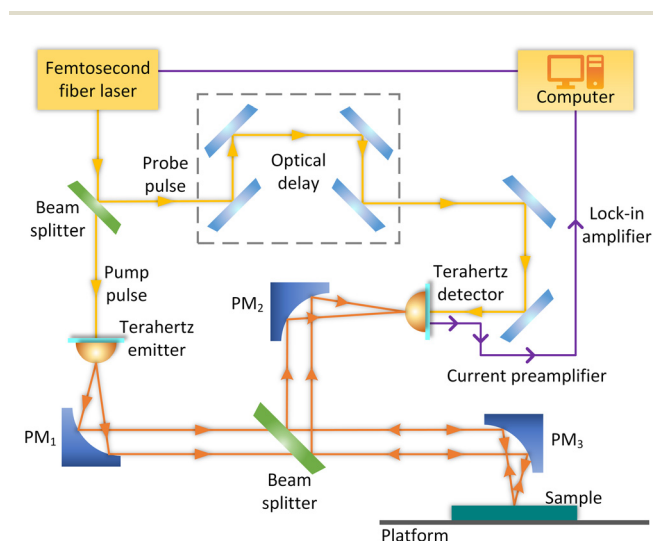 Femtosecond
fiber laser
Computer
Probe
pulse
Optical
delay
Beam
splitter
Lock-in
amplifier
Pump
pulse
PM2
Terahertz
detector
Terahertz
emitter
Current preamplifier
PM1
PM3
Beam
splitter
Sample
Platform